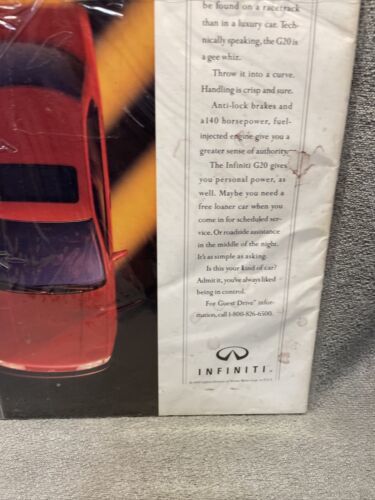 be found on a racetrack
than in a luxury car. Tech-
nically speaking, the G20 is
a gee whiz.
Throw it into a curve.
Handling is crisp and sure.
Anti-lock brakes and
a 140 horsepower, fuel-
injected engine give you a
greater sense of authority.
The Infiniti G20 gives
you personal power, as
well. Maybe you need a
free loaner car when you
come in for scheduled ser-
vice. Or roadside assistance
in the middle of the night.
It's as simple as asking.
Is this your kind of car?
Admit it, you've always liked
being in control.
For Guest Drive℠ infor-
mation, call 1-800-826-6500.
INFINITI